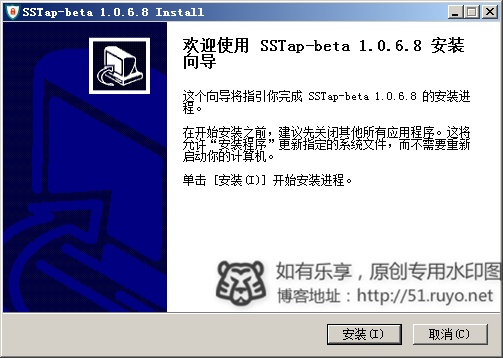 SSTap-beta 1.0.6.8 Install
欢迎使用 SSTap-beta 1.0.6.8 安装
向导
这个向导将指引你完成 SSTap-beta 1.0.6.8 的安装进
程。
在开始安装之前，建议先关闭其他所有应用程序。这将
允许“安装程序”更新指定的系统文件，而不需要重新
启动你的计算机。
单击 [安装(I)] 开始安装进程。
如有乐享，原创专用水印图
博客地址：http://51.ruyo.net
安装(I)
取消(C)